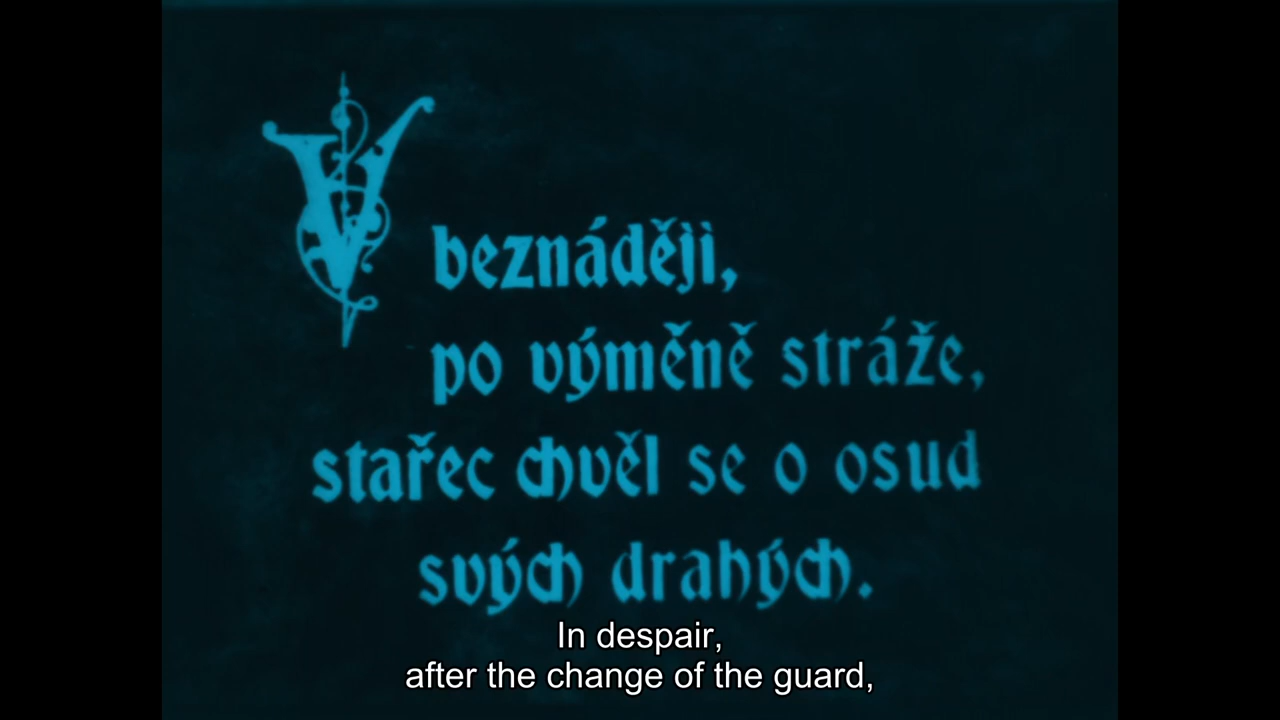 V beznáději,
po výměně stráže,
stařec chvěl se o osud
svých drahých.
In despair,
after the change of the guard,